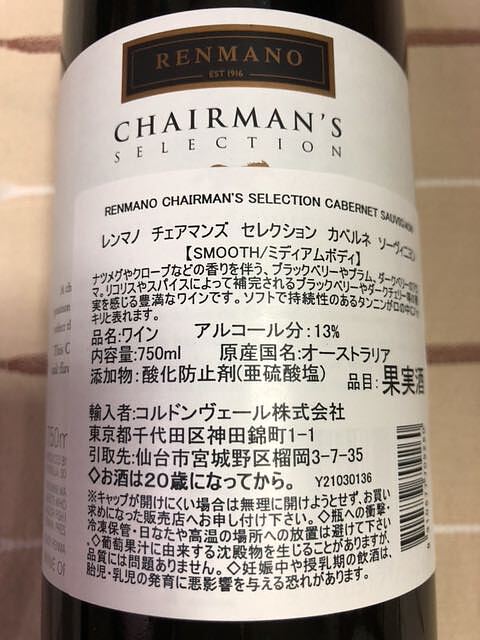 RENMANO
EST 1916
CHAIRMAN'S
SELECTION
RENMANO CHAIRMAN'S SELECTION CABERNET
レンマノ チェアマンズ セレクション カベルネ ソーヴィニヨン
【SMOOTH/ミディアムボディ】
ナツメグやクローブなどの香りを伴う、ブラックベリーやプラム、ダークベリーの
マ。リコリスやスパイスによって補完されるブラックベリーやダークチェリー
実を感じる豊満なワインです。ソフトで持続性のあるタンニンが口の中
キリと表れます。
品名:ワイン アルコール分:13%
内容量:750ml 原産国名:オーストラリア
添加物:酸化防止剤(亜硫酸塩) 品目:果実酒
輸入者:コルドンヴェール株式会社
東京都千代田区神田錦町1-1
引取先:仙台市宮城野区榴岡3-7-35
◇お酒は20歳になってから。 Y21030136
※キャップが開けにくい場合は無理に開けようとせず、お買い
求めになった販売店へお申し付け下さい。◇瓶への衝撃・
冷凍保管・日なたや高温の場所への放置は避けて下さい
。◇葡萄果汁に由来する沈殿物を生じることがありますが、
品質には問題ありません。◇妊娠中や授乳期の飲酒は、
胎児・乳児の発育に悪影響を与える恐れがあります。